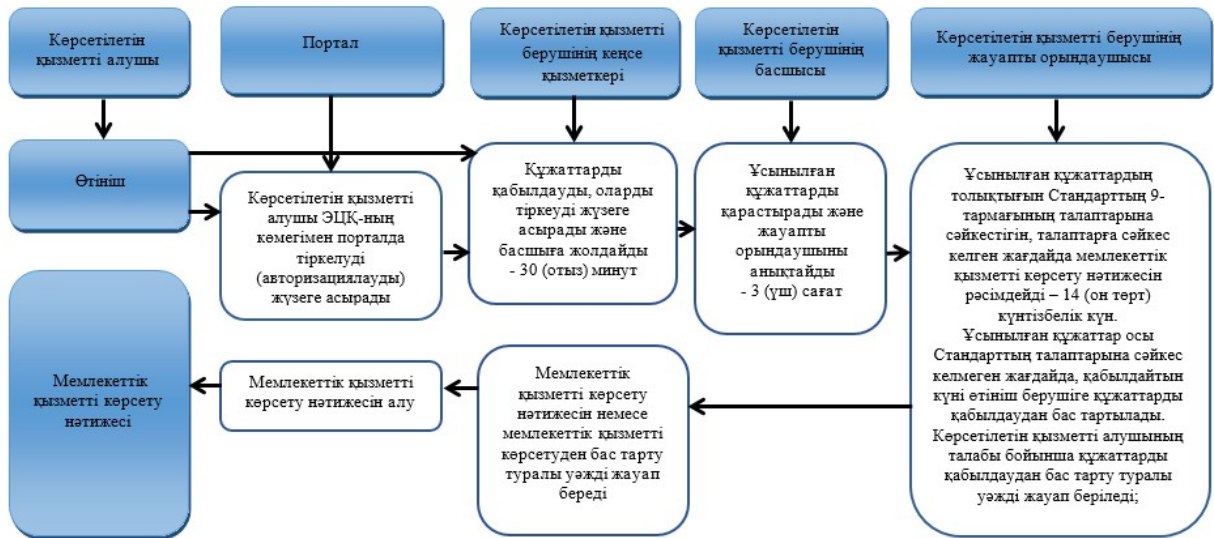 Көрсетілетін
қызметті алушы
Портал
Көрсетілетін қызметті
берушінің кеңсе
қызметкері
Көрсетілетін
қызметті берушінің
басшысы
Көрсетілетін қызметті берушінің
жауапты орындаушысы
Өтініш
Көрсетілетін қызметті
алушы ЭЦҚ-ның
көмегімен порталда
тіркелуді
(авторизациялауды)
жүзеге асырады
Құжаттарды
қабылдауды, оларды
тіркеуді жүзеге
асырады және
басшыға жолдайды
- 30 (отыз) минут
Ұсынылған
құжаттарды
қарастырады және
жауапты
орындаушыны
анықтайды
- 3 (үш) сағат
Ұсынылған құжаттардың
толықтығын Стандарттың 9-
тармағының талаптарына
сәйкестігін, талаптарға сәйкес
келген жағдайда мемлекеттік
қызметті көрсету нәтижесін
рәсімдейді – 14 (он төрт)
күнтізбелік күн.
Ұсынылған құжаттар осы
Стандарттың талаптарына сәйкес
келмеген жағдайда, қабылдайтын
күні өтініш берушіге құжаттарды
қабылдаудан бас тартылады.
Көрсетілетін қызметті алушының
талабы бойынша құжаттарды
қабылдаудан бас тарту туралы
уәжді жауап беріледі;
Мемлекеттік
қызметті көрсету
нәтижесін немесе
мемлекеттік қызметті
көрсетуден бас тарту
туралы уәжді жауап
береді
Мемлекеттік қызметті
көрсету нәтижесін алу
Мемлекеттік
қызметті көрсету
нәтижесі